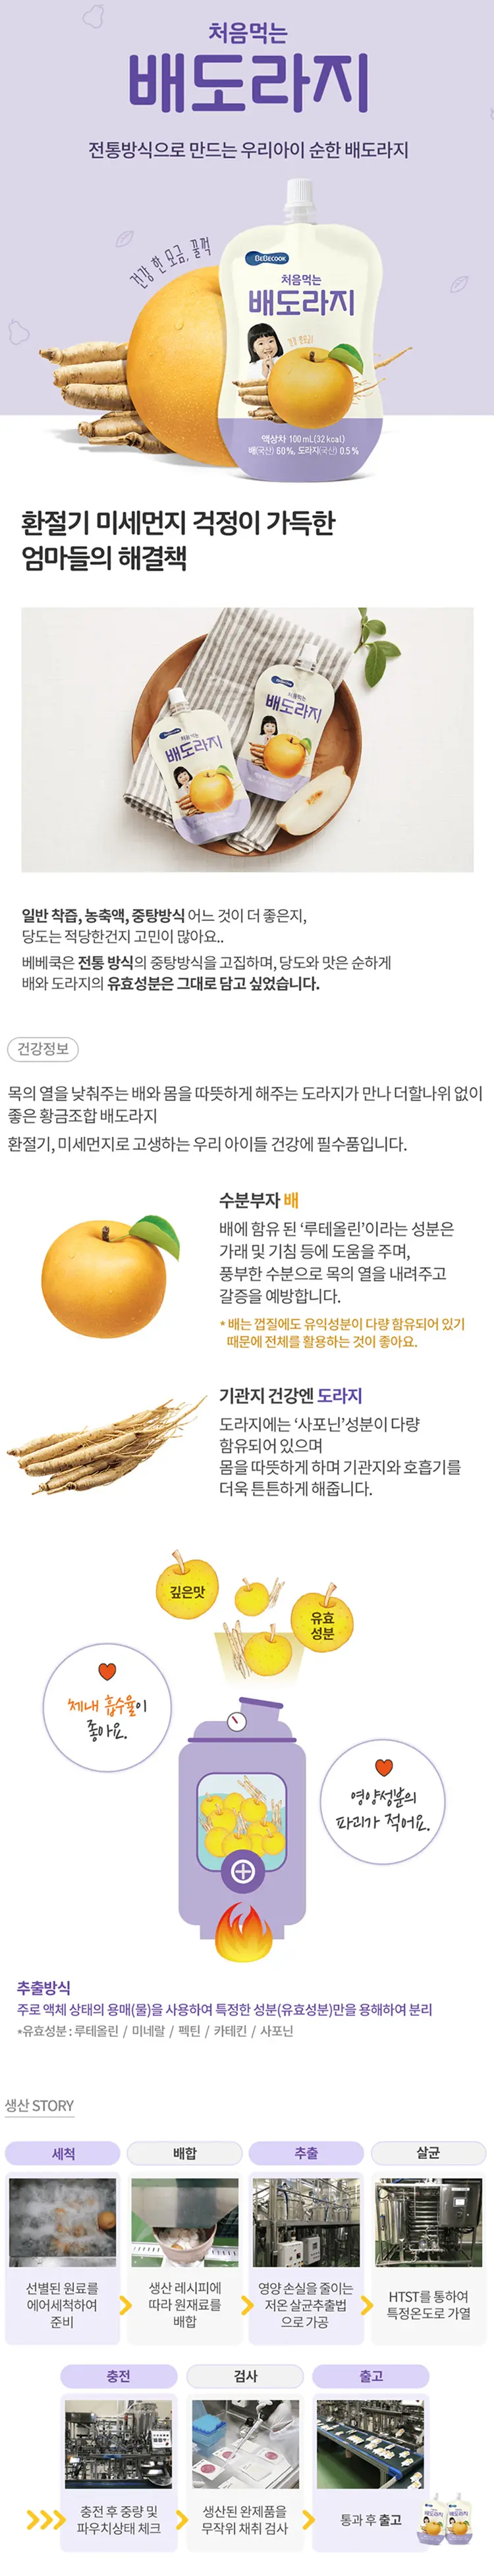 처음먹는
배도라지
전통방식으로 만드는 우리아이 순한 배도라지
건강 한 모금, 꿀꺽
BEBECOOK
처음먹는
배도라지
액상차 100 mL(32 kcal)
배(국산) 60%, 도라지(국산) 0.5%
환절기 미세먼지 걱정이 가득한
엄마들의 해결책
처음먹는
배도라지
처음먹는
배도라지
일반 착즙, 농축액, 중탕방식 어느 것이 더 좋은지,
당도는 적당한건지 고민이 많아요..
베베쿡은 전통 방식의 중탕방식을 고집하며, 당도와 맛은 순하게
배와 도라지의 유효성분은 그대로 담고 싶었습니다.
건강정보
목의 열을 낮춰주는 배와 몸을 따뜻하게 해주는 도라지가 만나 더할나위 없이
좋은 황금조합 배도라지
환절기, 미세먼지로 고생하는 우리 아이들 건강에 필수품입니다.
수분부자 배
배에 함유 된 ‘루테올린’이라는 성분은
가래 및 기침 등에 도움을 주며,
풍부한 수분으로 목의 열을 내려주고
갈증을 예방합니다.
* 배는 껍질에도 유익성분이 다량 함유되어 있기
때문에 전체를 활용하는 것이 좋아요.
기관지 건강엔 도라지
도라지에는 ‘사포닌’성분이 다량
함유되어 있으며
몸을 따뜻하게 하며 기관지와 호흡기를
더욱 튼튼하게 해줍니다.
깊은맛
유효
성분
체내 흡수율이
좋아요.
영양성분의
파괴가 적어요.
추출방식
주로 액체 상태의 용매(물)을 사용하여 특정한 성분(유효성분)만을 용해하여 분리
*유효성분 : 루테올린 / 미네랄 / 펙틴 / 카테킨 / 사포닌
생산 STORY
세척
배합
추출
살균
선별된 원료를
에어세척하여
준비
생산 레시피에
따라 원재료를
배합
영양 손실을 줄이는
저온 살균추출법
으로 가공
HTST를 통하여
특정온도로 가열
충전
검사
출고
충전 후 중량 및
파우치상태 체크
생산된 완제품을
무작위 채취 검사
통과 후 출고
배도라지